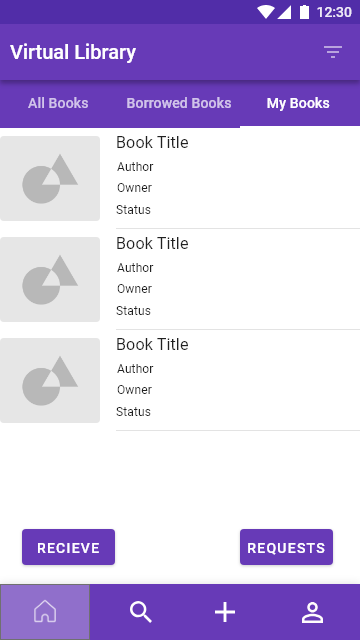 12:30
Virtual Library
All Books Borrowed Books My Books
Book Title
Author
Owner
Status
Book Title
Author
Owner
Status
Book Title
Author
Owner
Status
RECIEVE REQUESTS